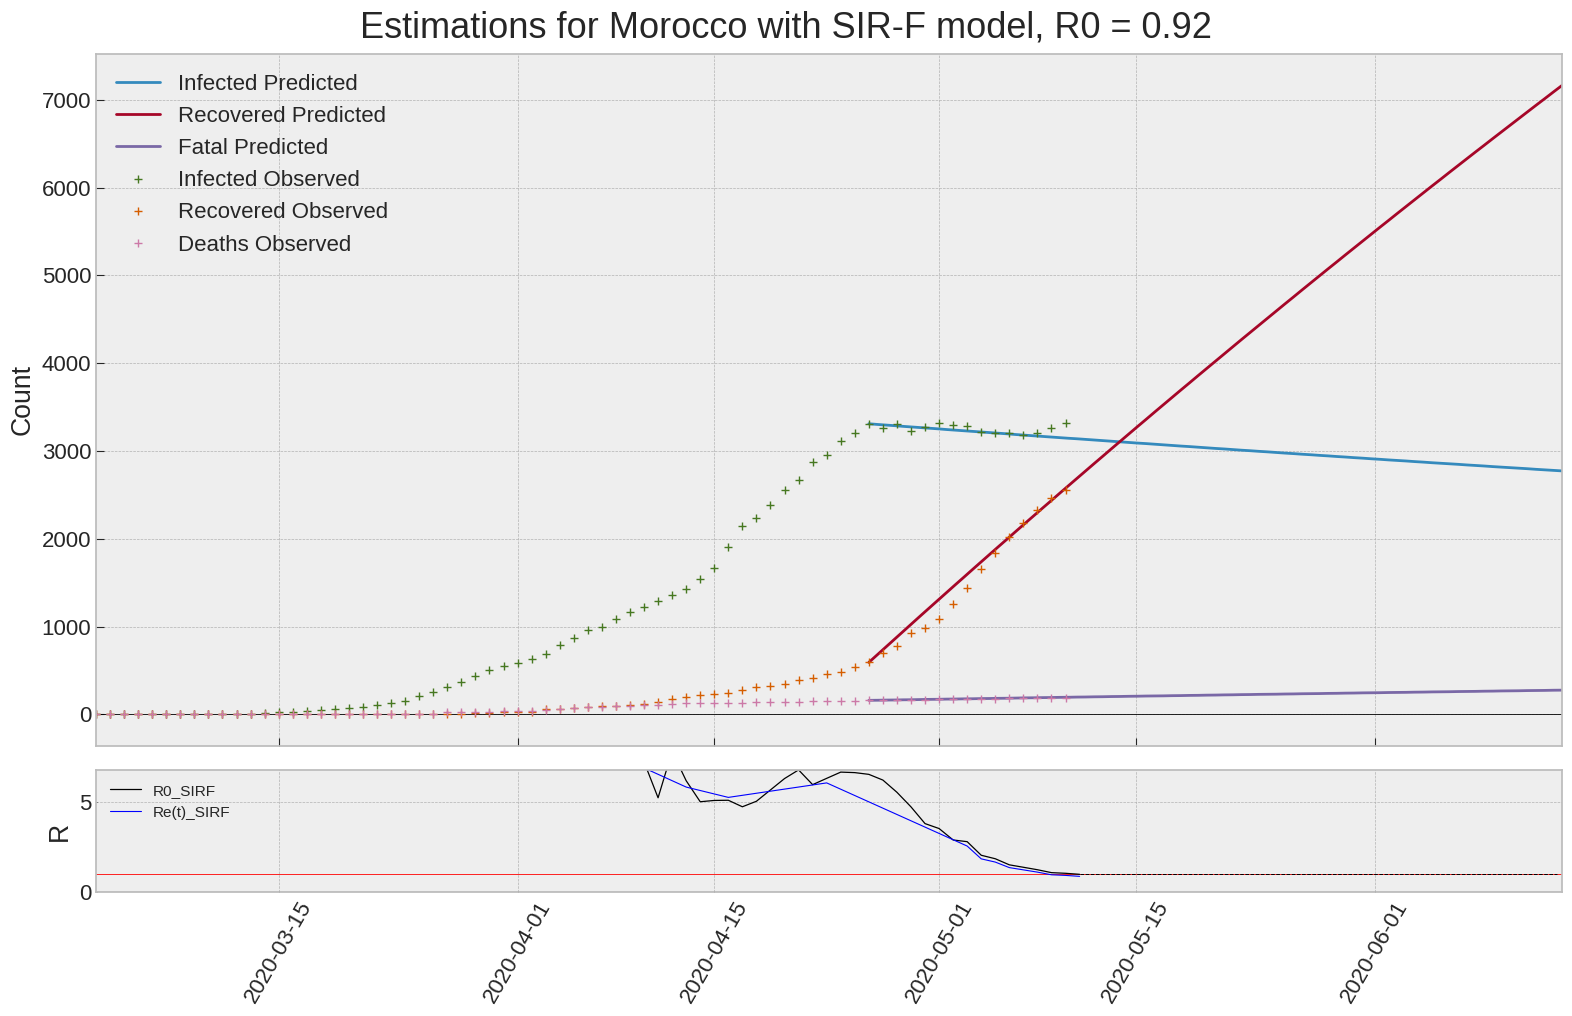 Estimations for Morocco with SIR-F model, R0 = 0.92
Infected Predicted
Recovered Predicted
Fatal Predicted
Infected Observed
Recovered Observed
Deaths Observed
7000
6000
5000
4000
3000
2000
1000
0
Count
R0_SIRF
Re(t)_SIRF
5
0
R
2020-03-15
2020-04-01
2020-04-15
2020-05-01
2020-05-15
2020-06-01